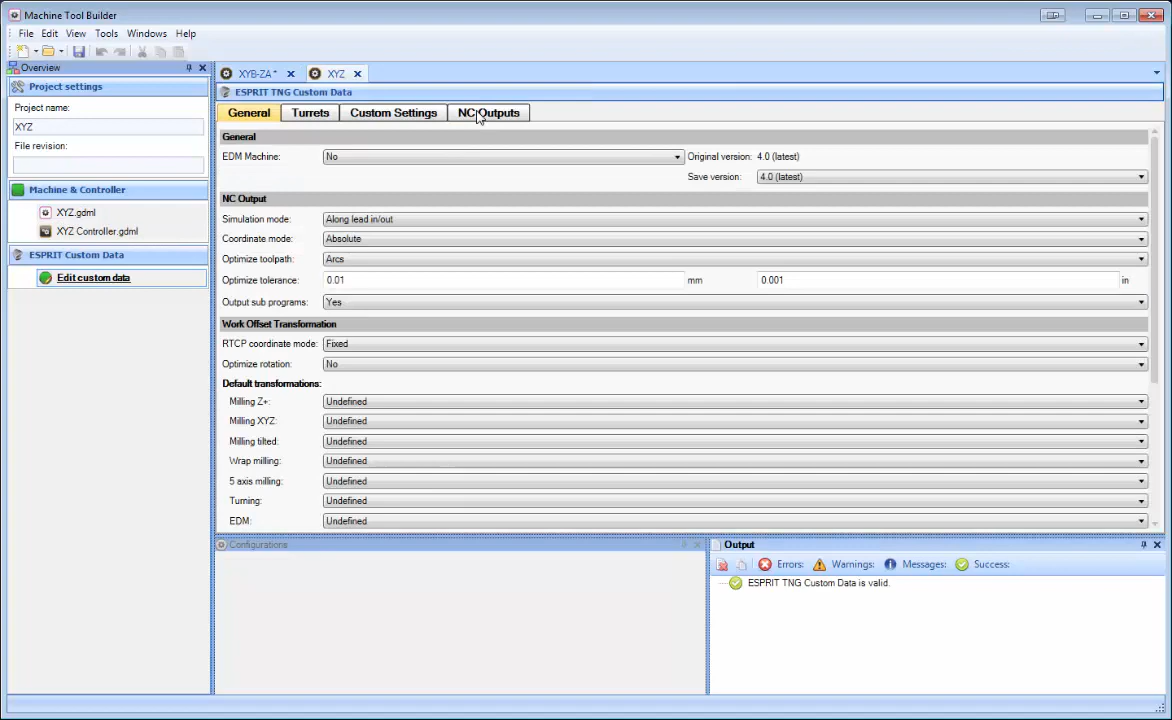 Machine Tool Builder
File Edit View Tools Windows Help
Overview
Project settings
Project name:
XYZ
File revision:
Machine & Controller
XYZ.gdml
XYZ Controller.gdml
ESPRIT Custom Data
Edit custom data
XYB-ZA* XYZ
ESPRIT TNG Custom Data
General Turrets Custom Settings NC Outputs
General
EDM Machine: No Original version: 4.0 (latest)
Save version: 4.0 (latest)
NC Output
Simulation mode: Along lead in/out
Coordinate mode: Absolute
Optimize toolpath: Arcs
Optimize tolerance: 0.01 mm 0.001 in
Output sub programs: Yes
Work Offset Transformation
RTCP coordinate mode: Fixed
Optimize rotation: No
Default transformations:
Milling Z+: Undefined
Milling XYZ: Undefined
Milling tilted: Undefined
Wrap milling: Undefined
5 axis milling: Undefined
Turning: Undefined
EDM: Undefined
Configurations
Output
Errors: Warnings: Messages: Success:
ESPRIT TNG Custom Data is valid.